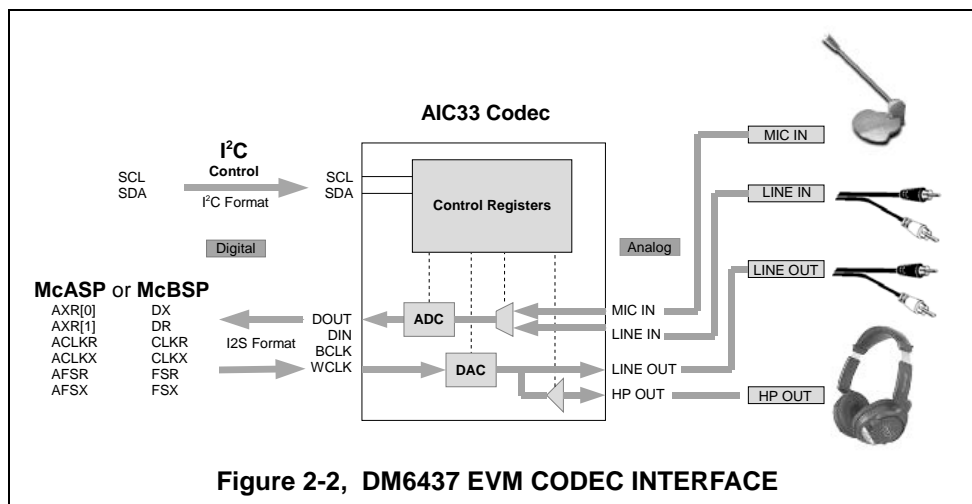 AIC33 Codec
MIC IN
I²C
Control
SCL
SDA
I²C Format
SCL
SDA
Control Registers
LINE IN
Digital
Analog
LINE OUT
McASP or McBSP
AXR[0] DX
AXR[1] DR
ACLKR CLKR
ACLKX CLKX
AFSR FSR
AFSX FSX
I2S Format
DOUT
DIN
BCLK
WCLK
ADC
DAC
MIC IN
LINE IN
LINE OUT
HP OUT
HP OUT
Figure 2-2, DM6437 EVM CODEC INTERFACE